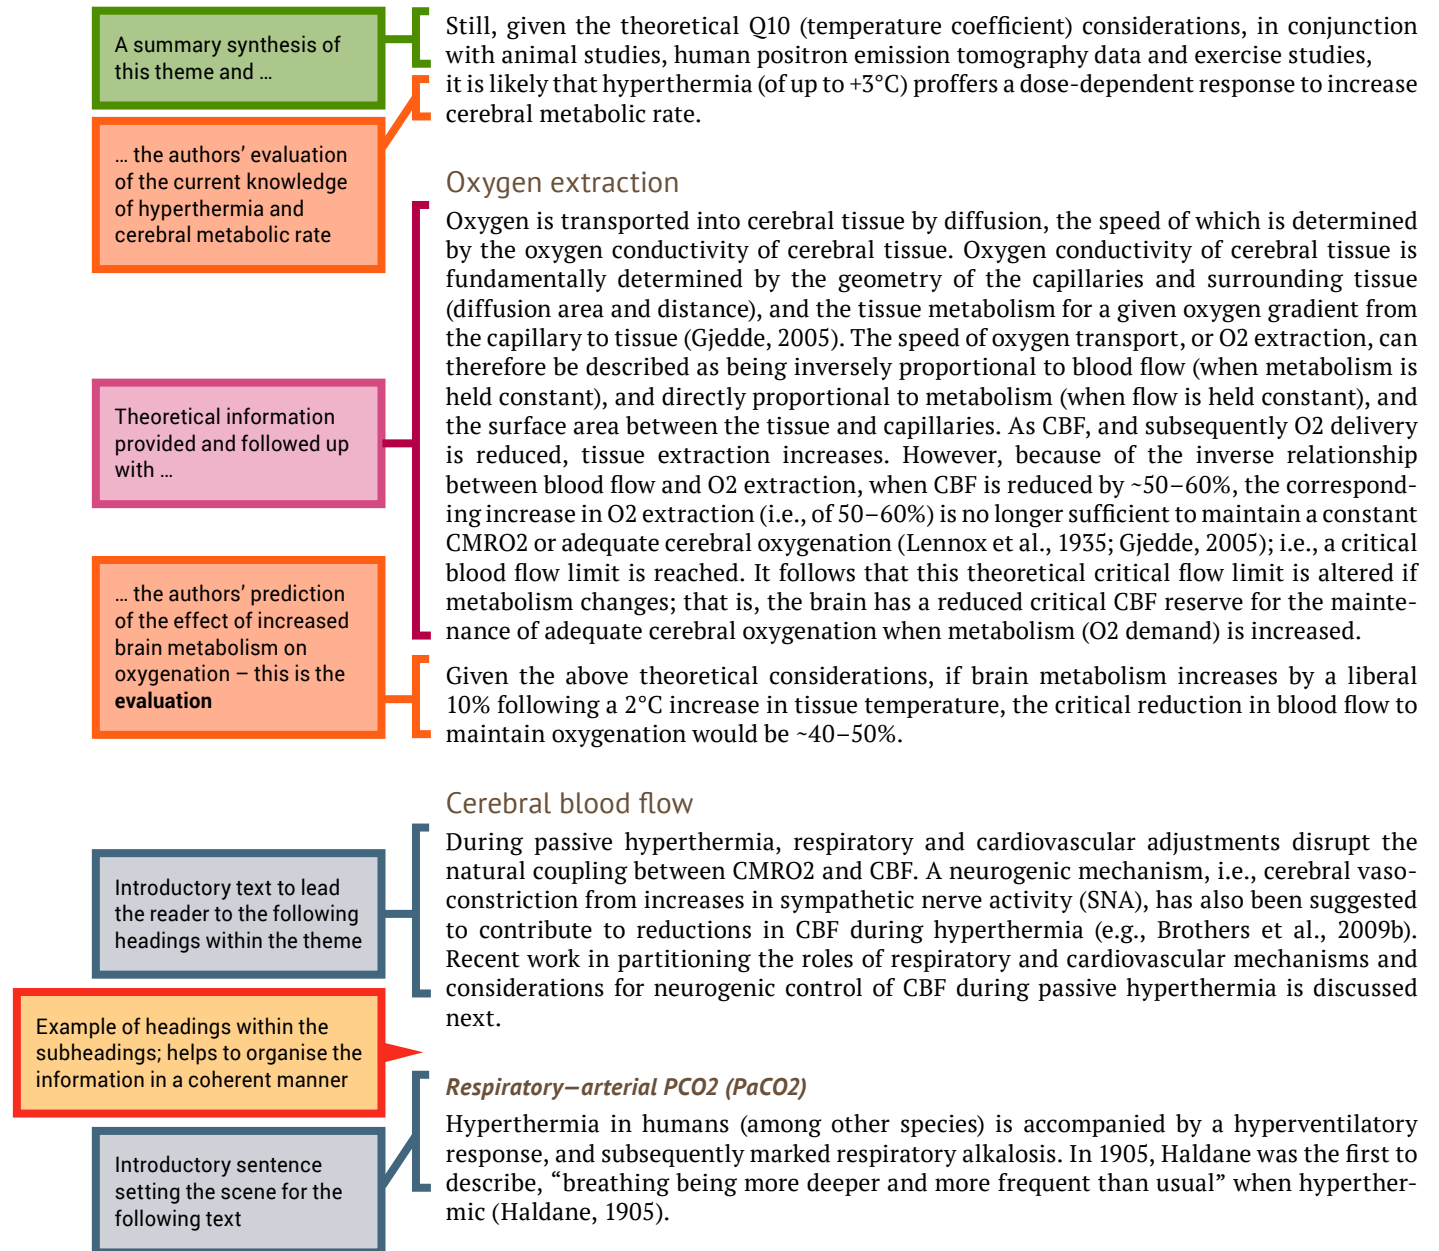 A summary synthesis of
this theme and …
Still, given the theoretical Q10 (temperature coefficient) considerations, in conjunction
with animal studies, human positron emission tomography data and exercise studies,
it is likely that hyperthermia (of up to +3°C) proffers a dose-dependent response to increase
cerebral metabolic rate.
… the authors’ evaluation
of the current knowledge
of hyperthermia and
cerebral metabolic rate
Oxygen extraction
Oxygen is transported into cerebral tissue by diffusion, the speed of which is determined
by the oxygen conductivity of cerebral tissue. Oxygen conductivity of cerebral tissue is
fundamentally determined by the geometry of the capillaries and surrounding tissue
(diffusion area and distance), and the tissue metabolism for a given oxygen gradient from
the capillary to tissue (Gjedde, 2005). The speed of oxygen transport, or O2 extraction, can
therefore be described as being inversely proportional to blood flow (when metabolism is
held constant), and directly proportional to metabolism (when flow is held constant), and
the surface area between the tissue and capillaries. As CBF, and subsequently O2 delivery
is reduced, tissue extraction increases. However, because of the inverse relationship
between blood flow and O2 extraction, when CBF is reduced by ~50–60%, the correspond-
ing increase in O2 extraction (i.e., of 50–60%) is no longer sufficient to maintain a constant
CMRO2 or adequate cerebral oxygenation (Lennox et al., 1935; Gjedde, 2005); i.e., a critical
blood flow limit is reached. It follows that this theoretical critical flow limit is altered if
metabolism changes; that is, the brain has a reduced critical CBF reserve for the mainte-
nance of adequate cerebral oxygenation when metabolism (O2 demand) is increased.
Theoretical information
provided and followed up
with …
… the authors’ prediction
of the effect of increased
brain metabolism on
oxygenation – this is the
evaluation
Given the above theoretical considerations, if brain metabolism increases by a liberal
10% following a 2°C increase in tissue temperature, the critical reduction in blood flow to
maintain oxygenation would be ~40–50%.
Cerebral blood flow
During passive hyperthermia, respiratory and cardiovascular adjustments disrupt the
natural coupling between CMRO2 and CBF. A neurogenic mechanism, i.e., cerebral vaso-
constriction from increases in sympathetic nerve activity (SNA), has also been suggested
to contribute to reductions in CBF during hyperthermia (e.g., Brothers et al., 2009b).
Recent work in partitioning the roles of respiratory and cardiovascular mechanisms and
considerations for neurogenic control of CBF during passive hyperthermia is discussed
next.
Introductory text to lead
the reader to the following
headings within the theme
Example of headings within the
subheadings; helps to organise the
information in a coherent manner
Respiratory—arterial PCO2 (PaCO2)
Hyperthermia in humans (among other species) is accompanied by a hyperventilatory
response, and subsequently marked respiratory alkalosis. In 1905, Haldane was the first to
describe, “breathing being more deeper and more frequent than usual” when hyperther-
mic (Haldane, 1905).
Introductory sentence
setting the scene for the
following text